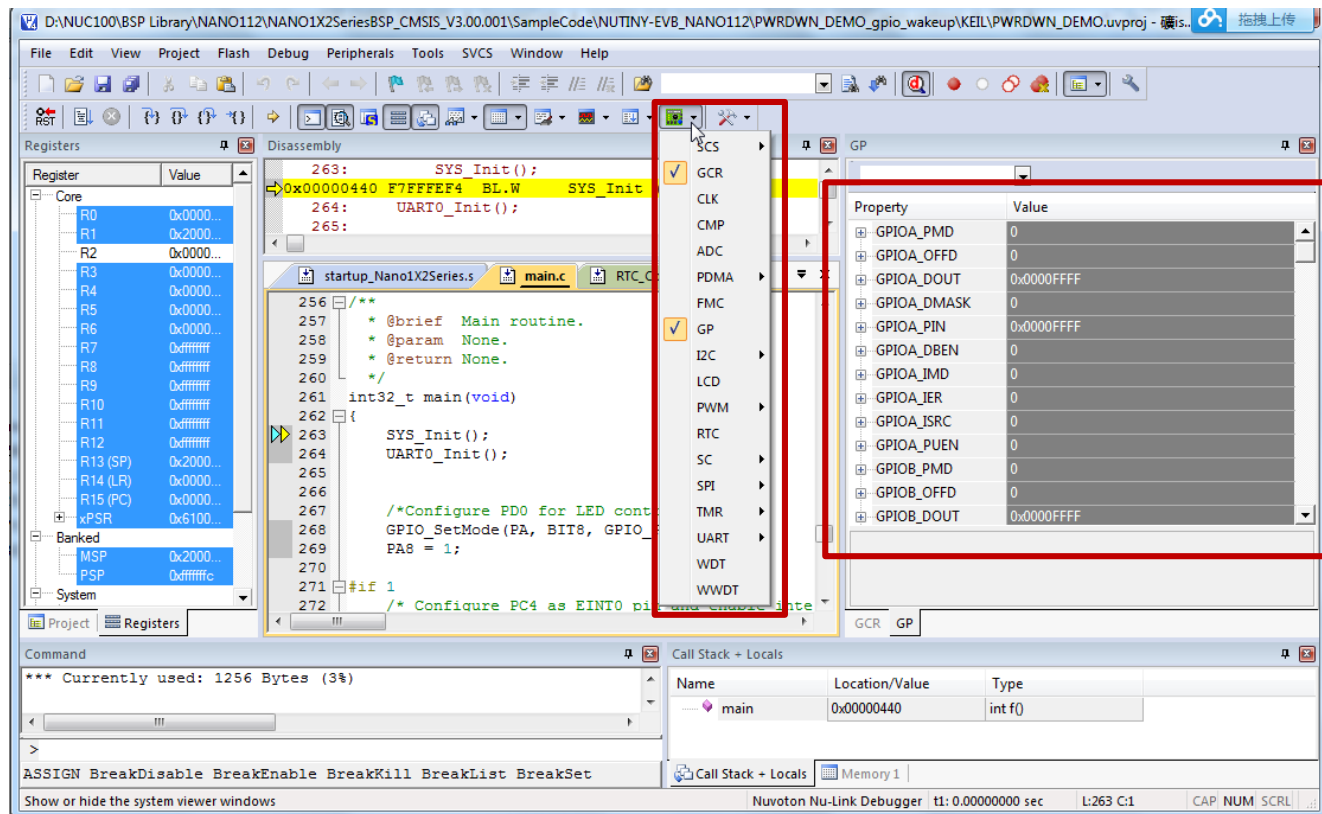 D:\NUC100\BSP Library\NANO112\NANO1X2SeriesBSP_CMSIS_V3.00.001\SampleCode\NUTINY-EVB_NANO112\PWRDWN_DEMO_gpio_wakeup\KEIL\PWRDWN_DEMO.uvproj - 礦is..
拖拽上传
File Edit View Project Flash Debug Peripherals Tools SVCS Window Help
RST
Registers
Register Value
Core
R0 0x0000...
R1 0x2000...
R2 0x0000...
R3 0x0000...
R4 0x0000...
R5 0x0000...
R6 0x0000...
R7 0xffffffff
R8 0xffffffff
R9 0xffffffff
R10 0xffffffff
R11 0xffffffff
R12 0xffffffff
R13 (SP) 0x2000...
R14 (LR) 0x0000...
R15 (PC) 0x0000...
xPSR 0x6100...
Banked
MSP 0x2000...
PSP 0xfffffffc
System
Project Registers
Disassembly
263: SYS_Init();
0x00000440 F7FFFEF4 BL.W SYS_Init
264: UART0_Init();
265:
startup_Nano1X2Series.s main.c
256 /**
257 * @brief Main routine.
258 * @param None.
259 * @return None.
260 */
261 int32_t main(void)
262 {
263 SYS_Init();
264 UART0_Init();
265
266
267 /*Configure PD0 for LED cont
268 GPIO_SetMode(PA, BIT8, GPIO_
269 PA8 = 1;
270
271 #if 1
272 /* Configure PC4 as EINT0 pin and enable inte
SCS
GCR
CLK
CMP
ADC
PDMA
FMC
GP
I2C
LCD
PWM
RTC
SC
SPI
TMR
UART
WDT
WWDT
GP
Property Value
GPIOA_PMD 0
GPIOA_OFFD 0
GPIOA_DOUT 0x0000FFFF
GPIOA_DMASK 0
GPIOA_PIN 0x0000FFFF
GPIOA_DBEN 0
GPIOA_IMD 0
GPIOA_IER 0
GPIOA_ISRC 0
GPIOA_PUEN 0
GPIOB_PMD 0
GPIOB_OFFD 0
GPIOB_DOUT 0x0000FFFF
GCR GP
Command
*** Currently used: 1256 Bytes (3%)
>
ASSIGN BreakDisable BreakEnable BreakKill BreakList BreakSet
Call Stack + Locals
Name Location/Value Type
main 0x00000440 int f()
Call Stack + Locals Memory 1
Show or hide the system viewer windows
Nuvoton Nu-Link Debugger t1: 0.00000000 sec L:263 C:1 CAP NUM SCRL